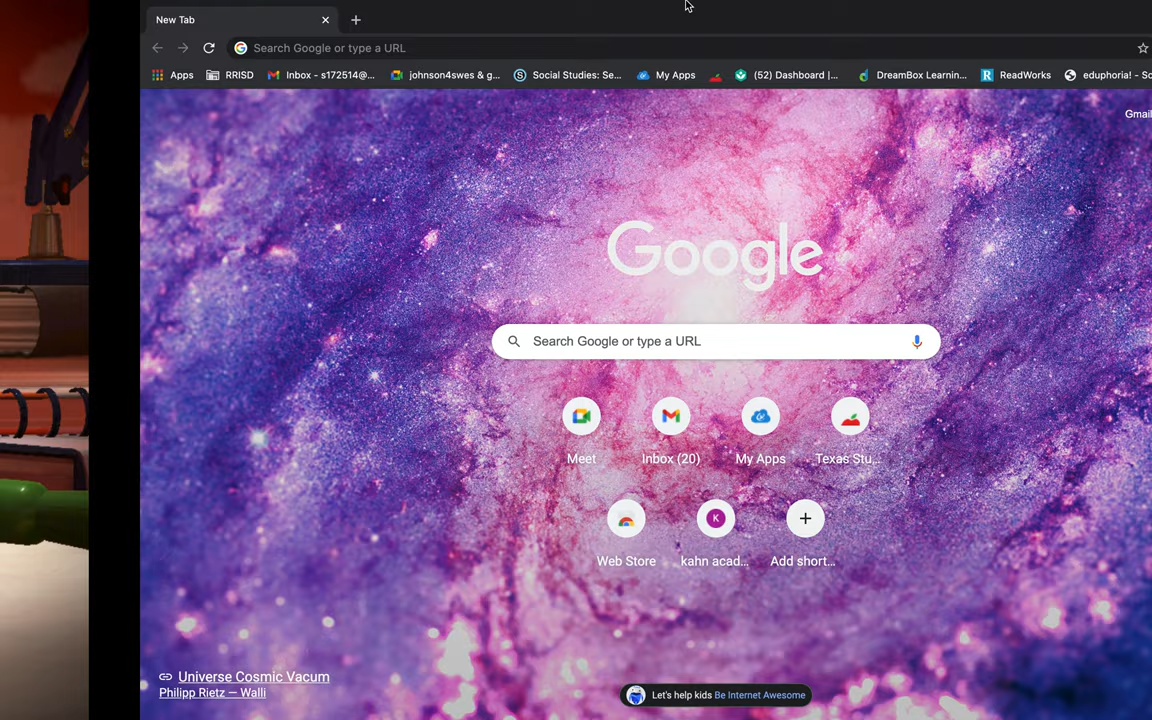 New Tab
Search Google or type a URL
Apps RRISD Inbox - s172514@... johnson4swes & g... Social Studies: Se... My Apps (52) Dashboard |... DreamBox Learnin... ReadWorks eduphoria! - Sc
Gmail
Google
Search Google or type a URL
Meet Inbox (20) My Apps Texas Stu...
K
Web Store kahn acad... Add short...
Universe Cosmic Vacum
Philipp Rietz — Walli
Let's help kids Be Internet Awesome